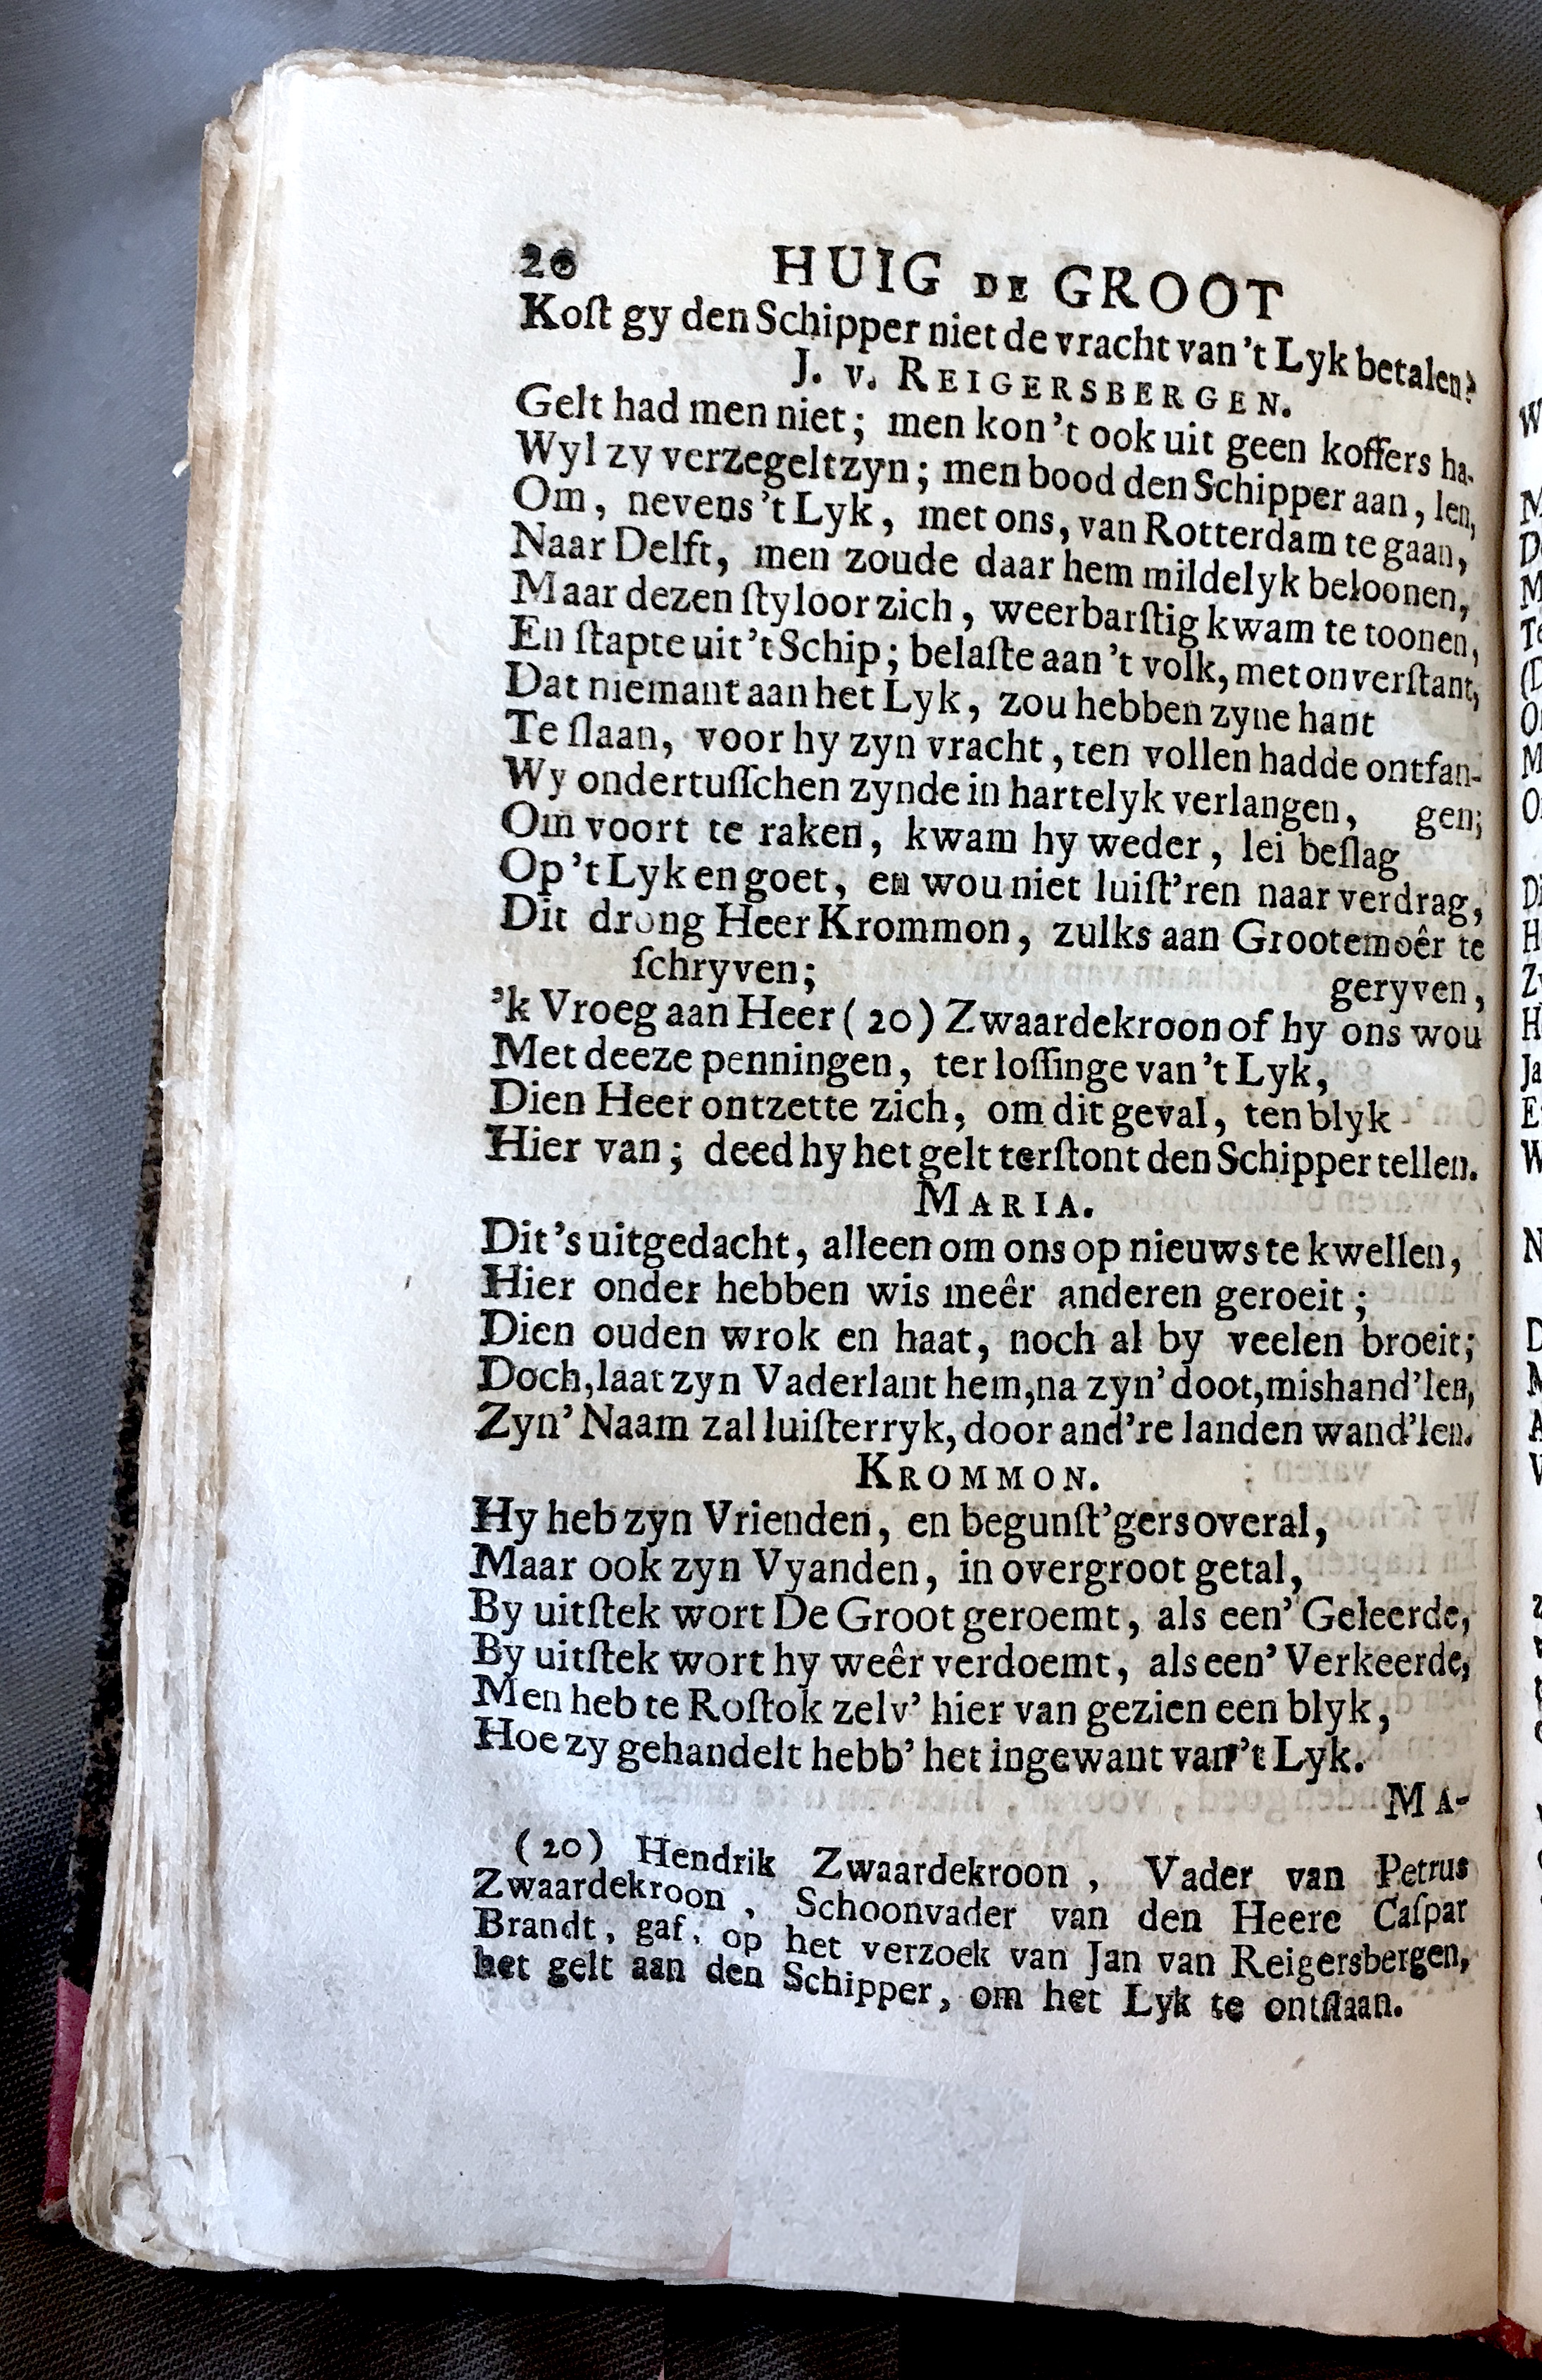 20 HUIG DE GROOT
Koſt gy den Schipper niet de vracht van 't Lyk betalen?
J. v. REIGERSBERGEN.
Gelt had men niet; men kon 't ook uit geen koffers ha-
Wyl zy verzegelt zyn; men bood den Schipper aan, len,
Om, nevens 't Lyk, met ons, van Rotterdam te gaan,
Naar Delft, men zoude daar hem mildelyk beloonen,
Maar dezen ſtyloor zich, weerbarſtig kwam te toonen,
En ſtapte uit 't Schip; belaſte aan 't volk, met onverſtant,
Dat niemant aan het Lyk, zou hebben zyne hant
Te ſlaan, voor hy zyn vracht, ten vollen hadde ontfan-
Wy ondertuſſchen zynde in hartelyk verlangen, gen;
Om voort te raken, kwam hy weder, lei beſlag
Op 't Lyk en goet, en wou niet luiſt'ren naar verdrag,
Dit drong Heer Krommon, zulks aan Grootemoêr te
ſchryven; geryven,
'k Vroeg aan Heer (20) Zwaardekroon of hy ons wou
Met deeze penningen, ter loſſinge van 't Lyk,
Dien Heer ontzette zich, om dit geval, ten blyk
Hier van; deed hy het gelt terſtont den Schipper tellen.
MARIA.
Dit 's uitgedacht, alleen om ons op nieuws te kwellen,
Hier onder hebben wis meêr anderen geroeit;
Dien ouden wrok en haat, noch al by veelen broeit;
Doch, laat zyn Vaderlant hem, na zyn' doot, mishand'len,
Zyn' Naam zal luiſterryk, door and're landen wand'len.
KROMMON.
Hy heb zyn Vrienden, en begunſt'gers overal,
Maar ook zyn Vyanden, in overgroot getal,
By uitſtek wort De Groot geroemt, als een' Geleerde,
By uitſtek wort hy weêr verdoemt, als een' Verkeerde,
Men heb te Roſtok zelv' hier van gezien een blyk,
Hoe zy gehandelt hebb' het ingewant van 't Lyk.
MA-
(20) Hendrik Zwaardekroon, Vader van Petrus
Zwaardekroon, Schoonvader van den Heere Caſpar
Brandt, gaf, op het verzoek van Jan van Reigersbergen,
het gelt aan den Schipper, om het Lyk te ontſlaan.